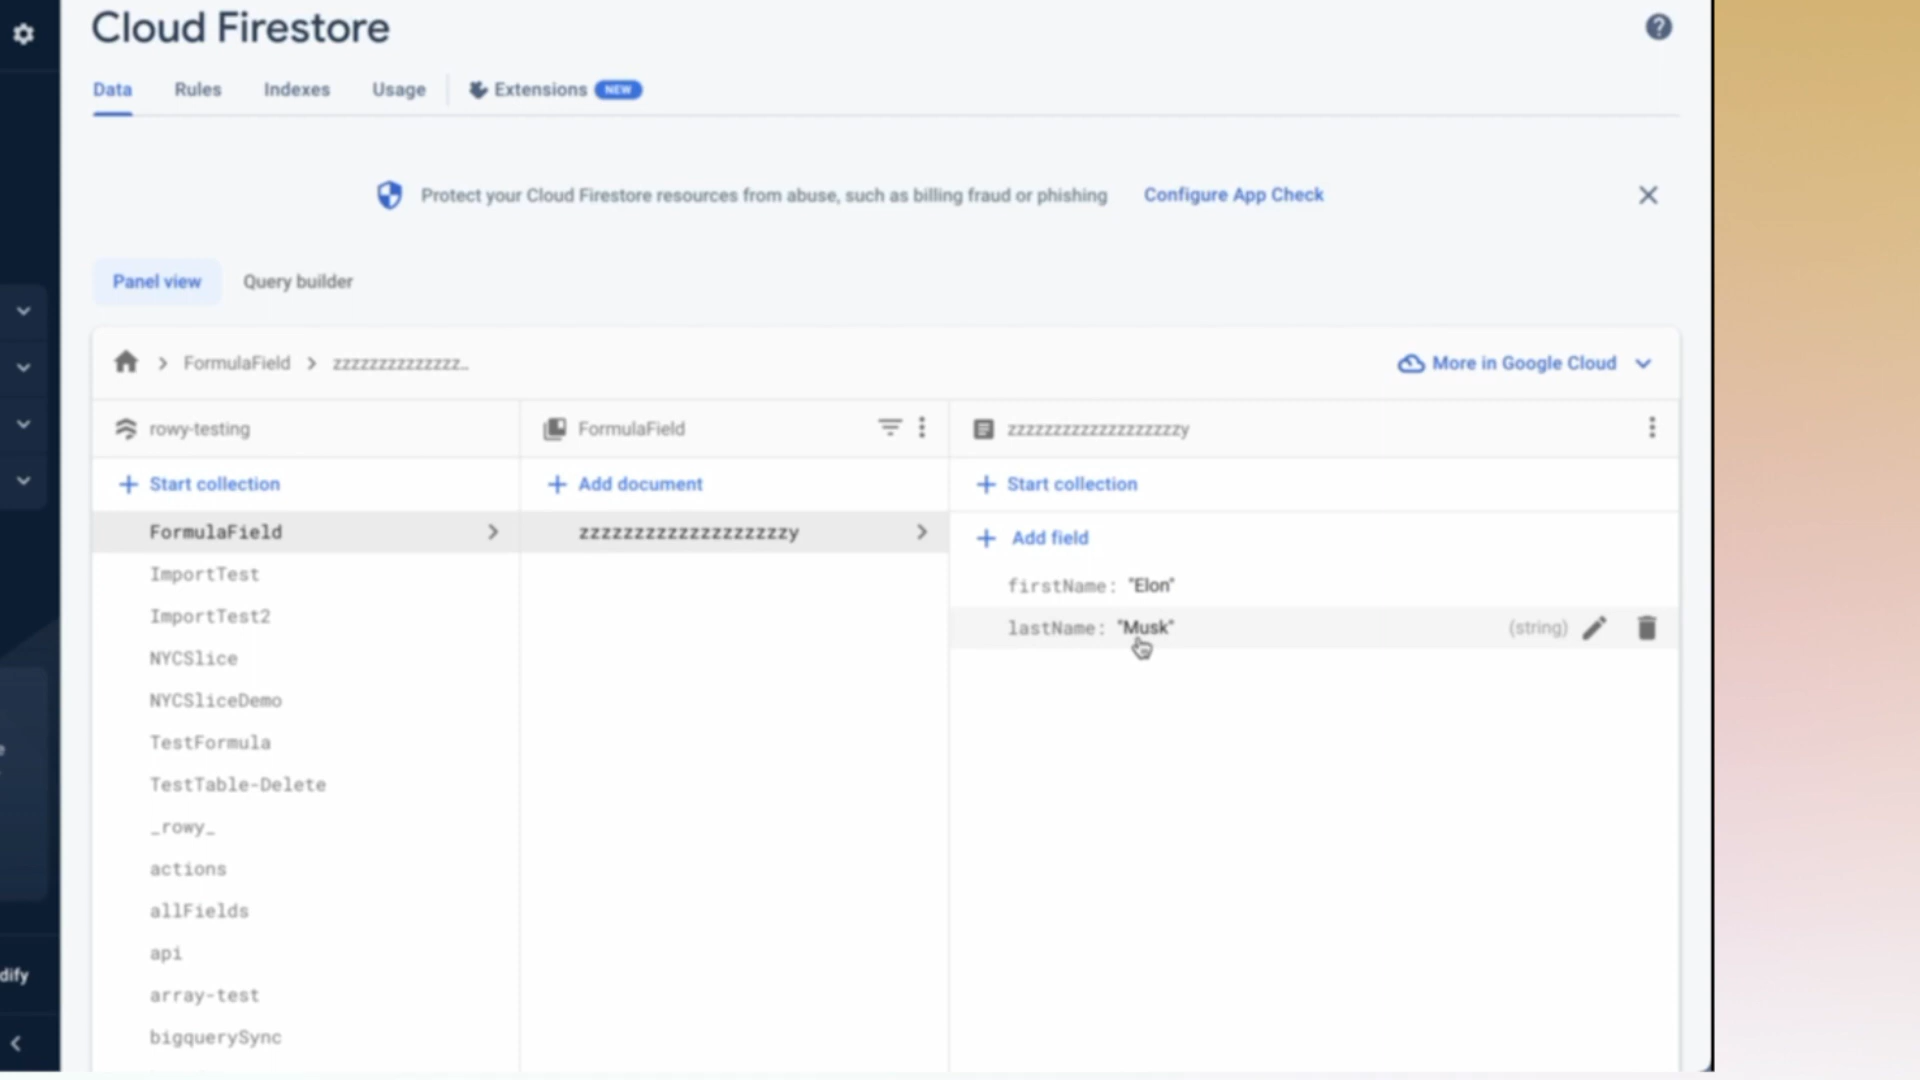 Cloud Firestore
Data Rules Indexes Usage Extensions NEW
Protect your Cloud Firestore resources from abuse, such as billing fraud or phishing Configure App Check
Panel view Query builder
FormulaField zzzzzzzzzzzzzz... More in Google Cloud
rowy-testing FormulaField zzzzzzzzzzzzzzzzzzzy
Start collection Add document Start collection
FormulaField zzzzzzzzzzzzzzzzzzzy Add field
ImportTest firstName: "Elon"
ImportTest2 lastName: "Musk" (string)
NYCSlice
NYCSliceDemo
TestFormula
TestTable-Delete
_rowy_
actions
allFields
api
array-test
dify
bigquerySync